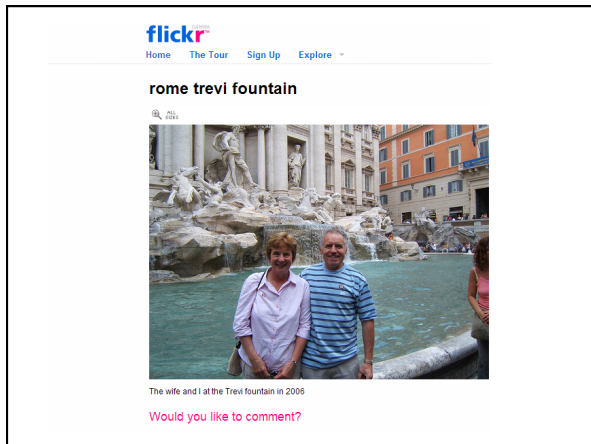 flickr
GAMMA
Home The Tour Sign Up Explore
rome trevi fountain
ALL
SIZES
The wife and I at the Trevi fountain in 2006
Would you like to comment?